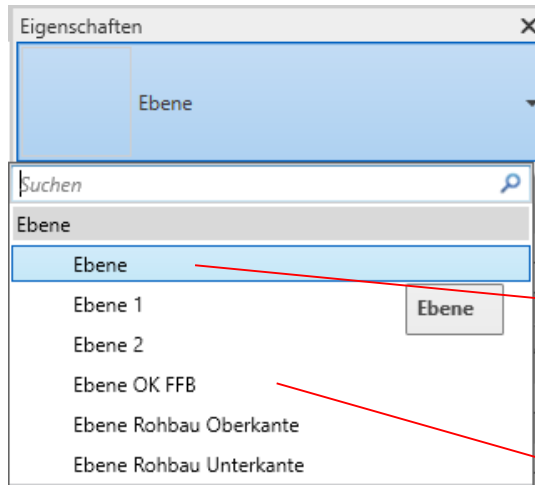 Eigenschaften
Ebene
Suchen
Ebene
Ebene
Ebene 1
Ebene
Ebene 2
Ebene OK FFB
Ebene Rohbau Oberkante
Ebene Rohbau Unterkante